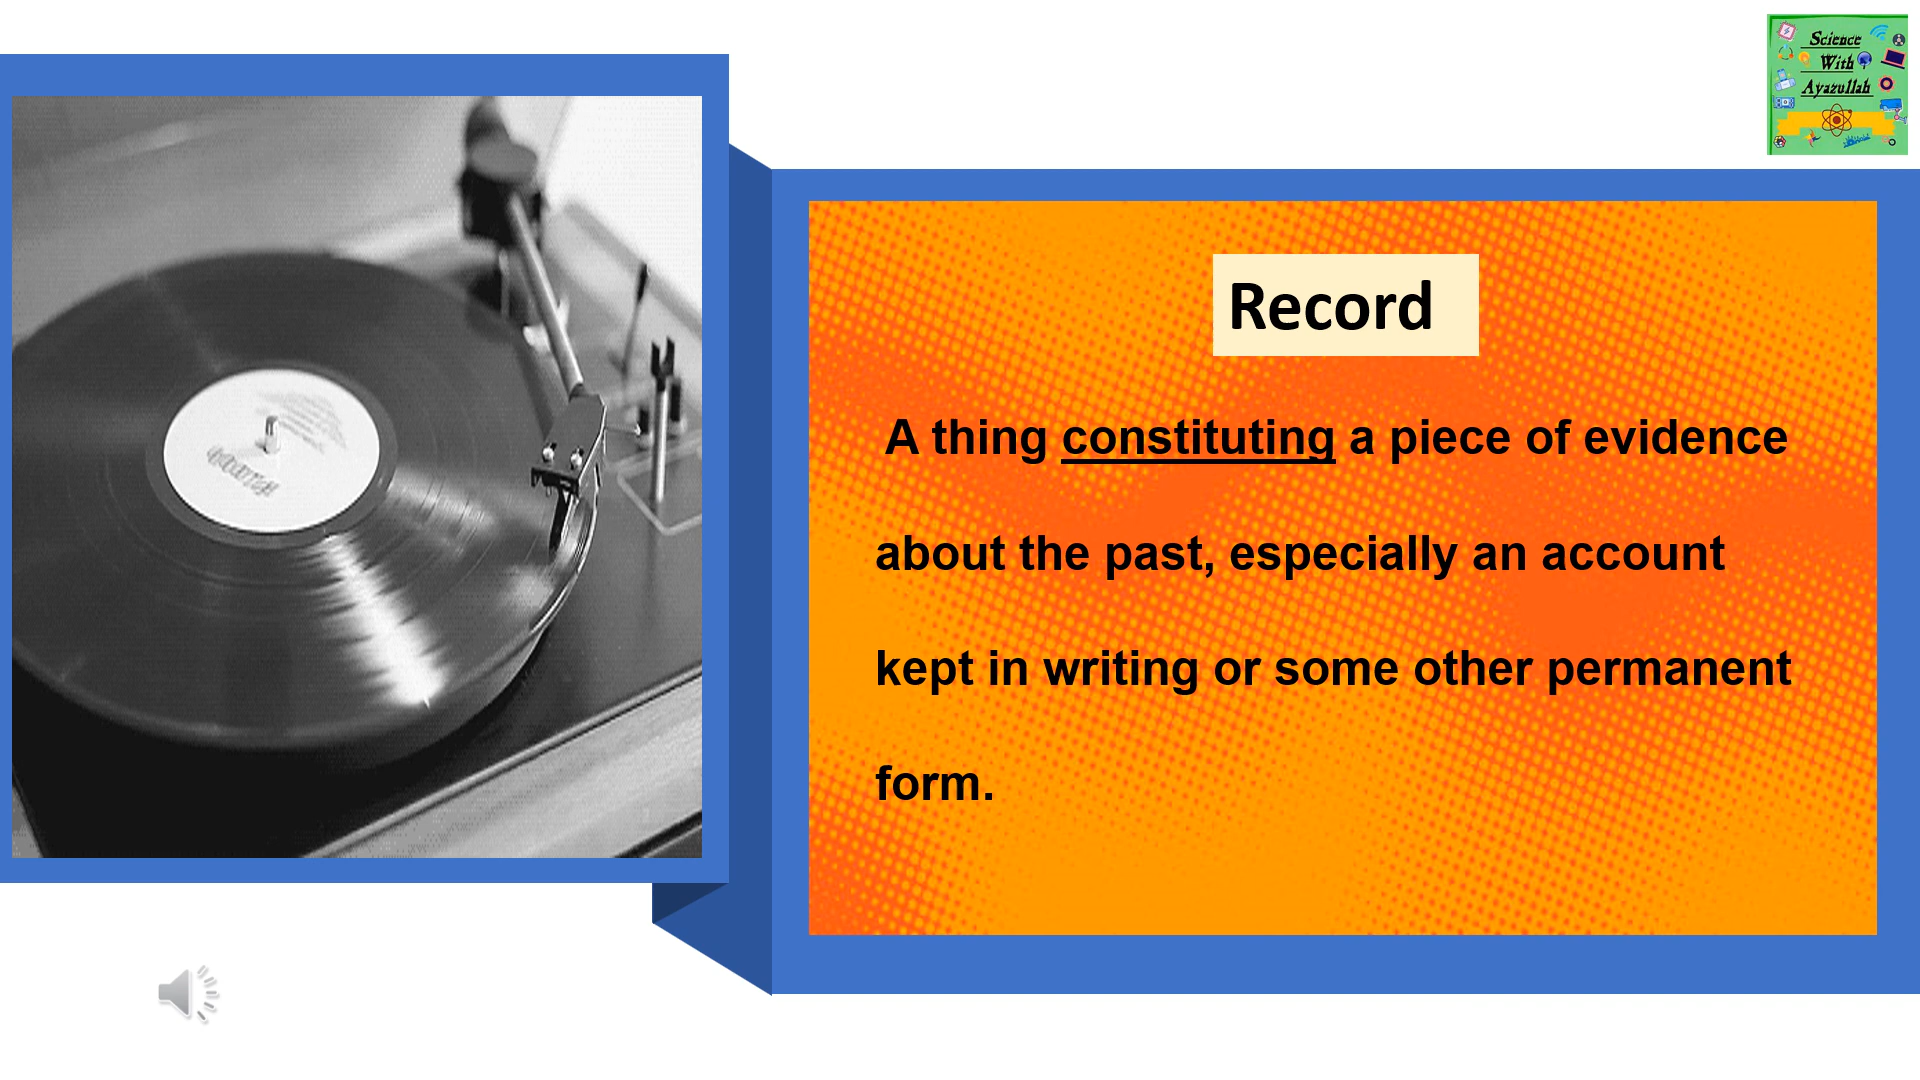 Science
With
Ayazullah
Record
A thing constituting a piece of evidence
about the past, especially an account
kept in writing or some other permanent
form.